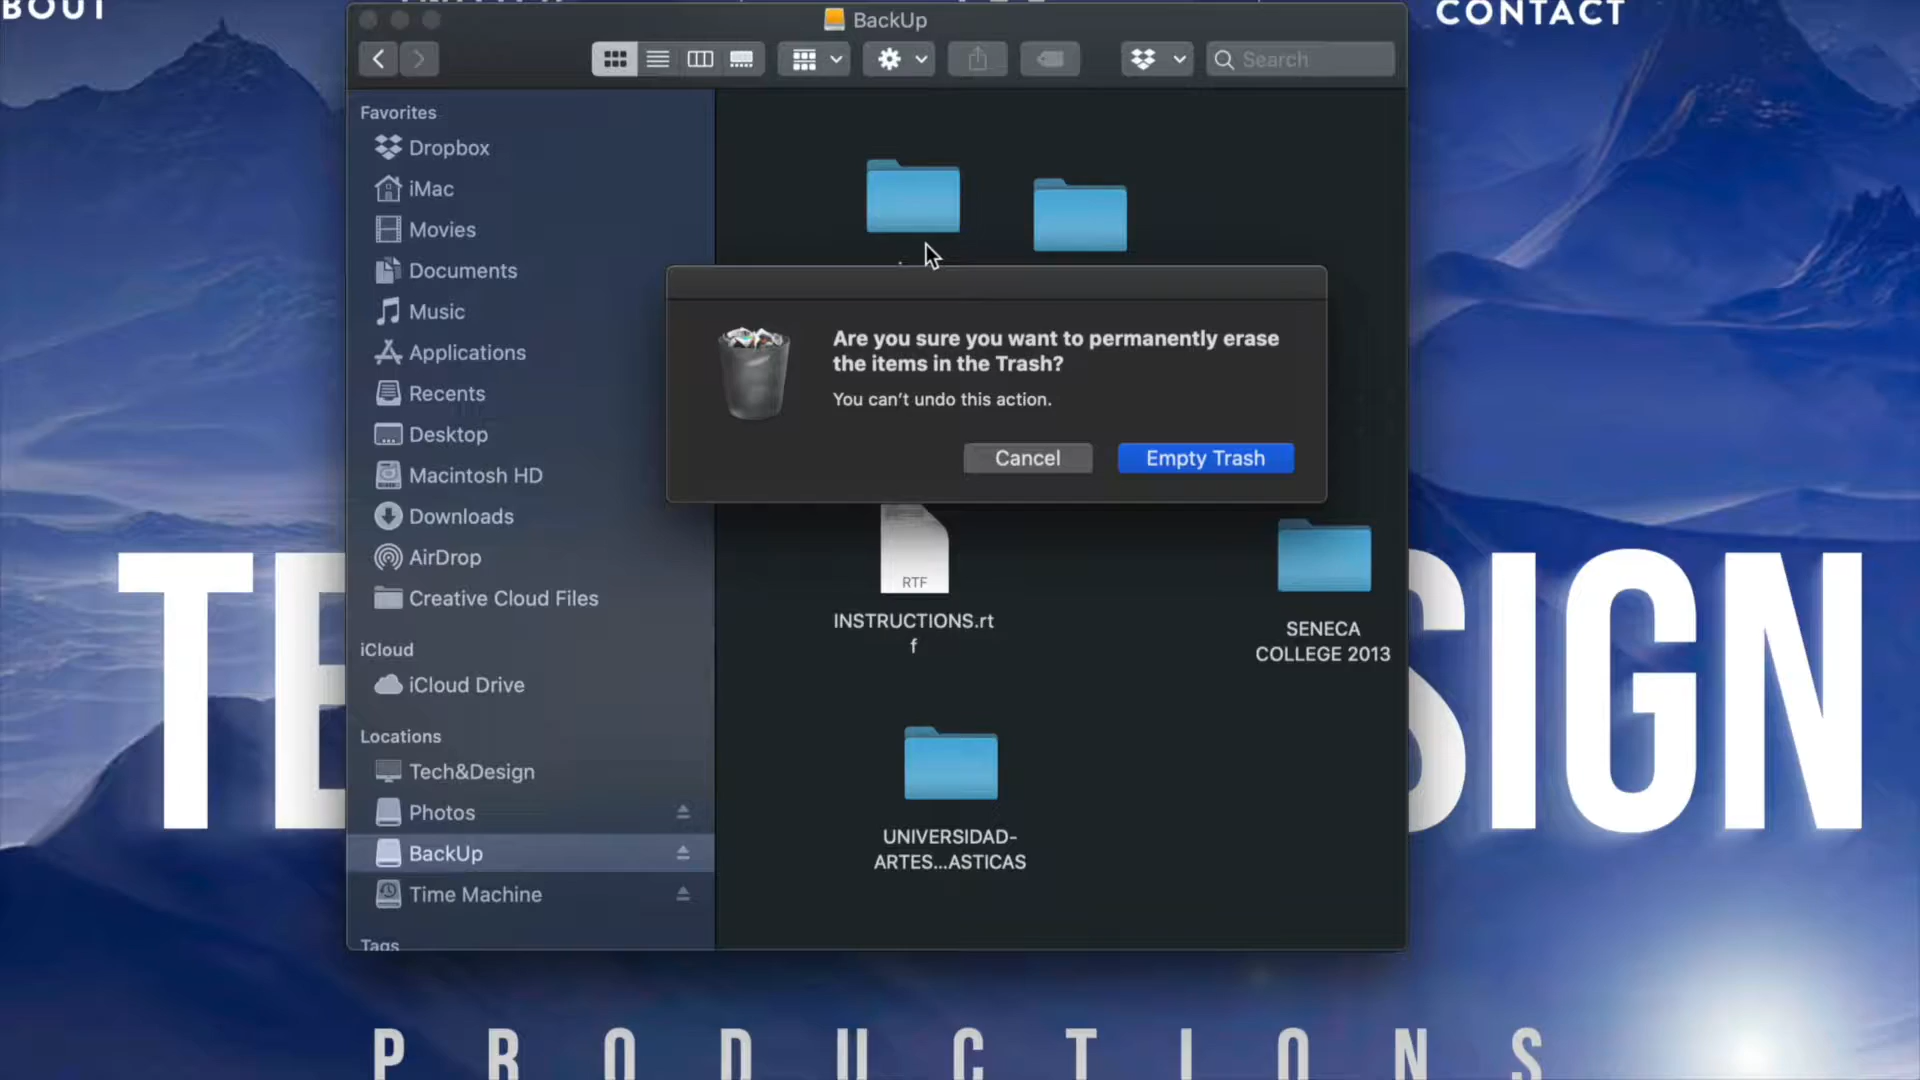 BOUT
CONTACT
BackUp
Search
Favorites
Dropbox
iMac
Movies
Documents
Music
Applications
Recents
Desktop
Macintosh HD
Downloads
AirDrop
Creative Cloud Files
iCloud
iCloud Drive
Locations
Tech&Design
Photos
BackUp
Time Machine
Tags
Are you sure you want to permanently erase
the items in the Trash?
You can't undo this action.
Cancel
Empty Trash
RTF
INSTRUCTIONS.rt
f
SENECA
COLLEGE 2013
UNIVERSIDAD-
ARTES...ASTICAS
TE SIGN
PRODUCTIONS